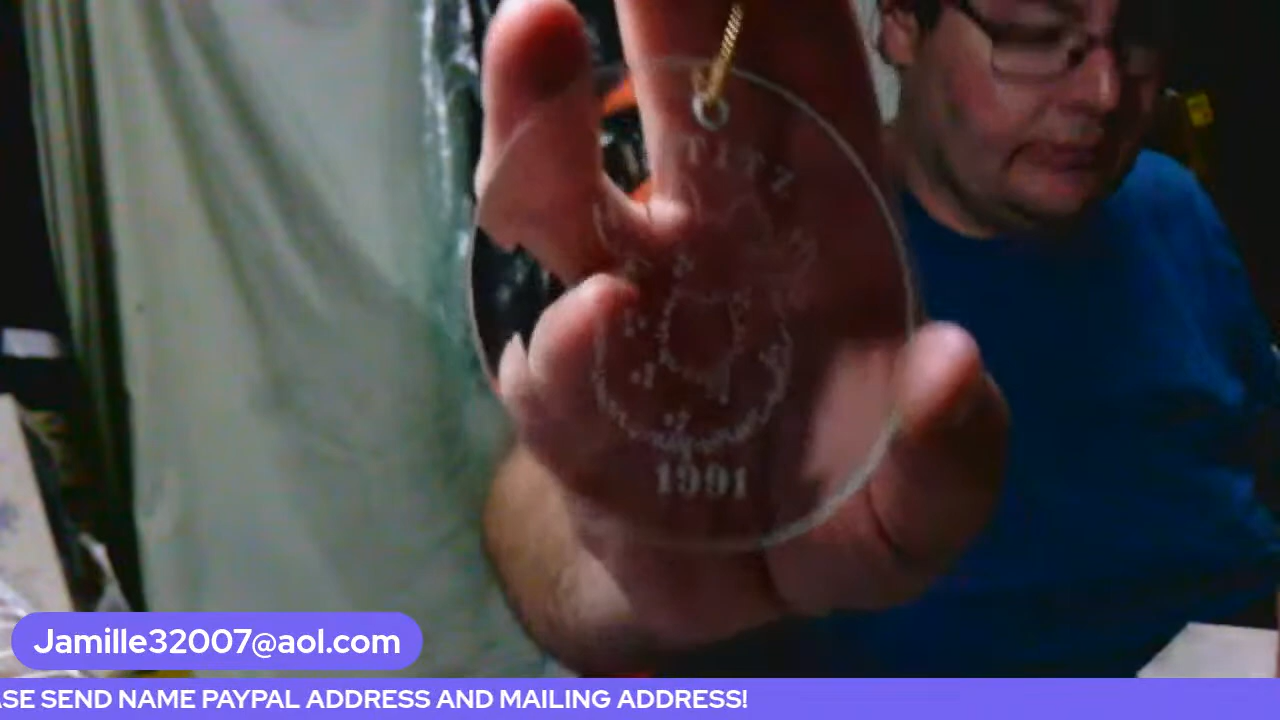 1991
Jamille32007@aol.com
ASE SEND NAME PAYPAL ADDRESS AND MAILING ADDRESS!